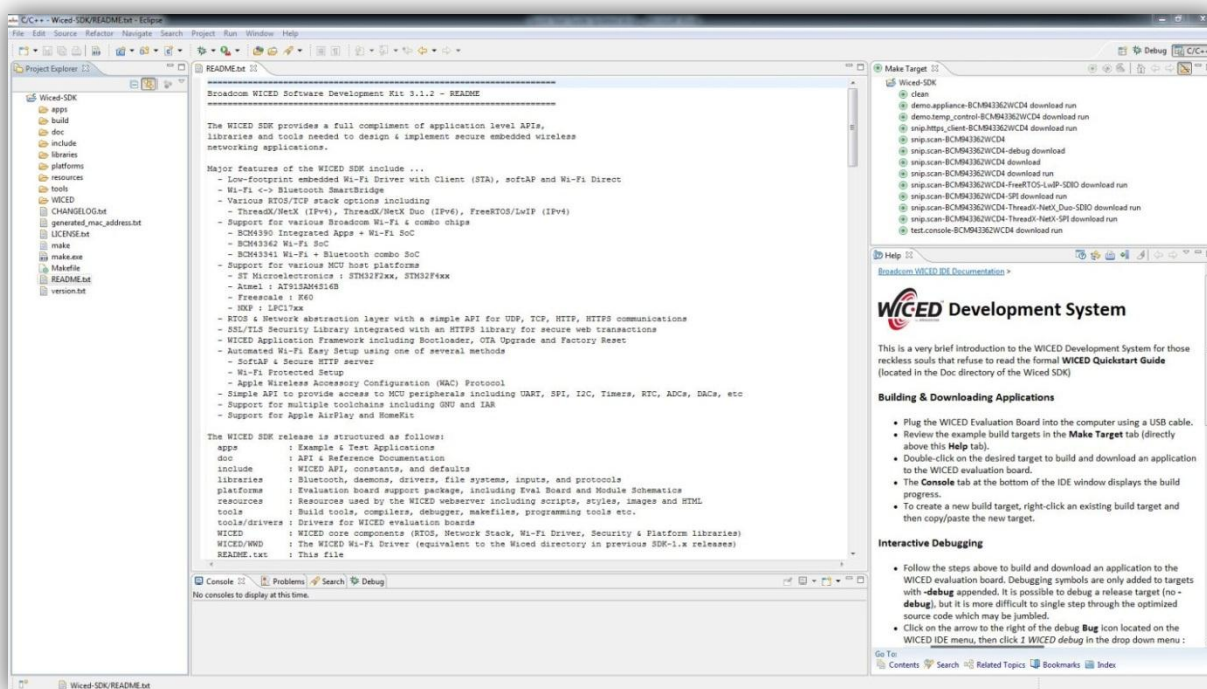 C/C++ - Wiced-SDK/README.txt - Eclipse
File Edit Source Refactor Navigate Search Project Run Window Help
Debug C/C++
Project Explorer
Wiced-SDK
apps
build
doc
include
libraries
platforms
resources
tools
WICED
CHANGELOG.txt
generated_mac_address.txt
LICENSE.txt
make
make.exe
Makefile
README.txt
version.txt
README.txt
Broadcom WICED Software Development Kit 3.1.2 - README
The WICED SDK provides a full compliment of application level APIs,
libraries and tools needed to design & implement secure embedded wireless
networking applications.
Major features of the WICED SDK include ...
- Low-footprint embedded Wi-Fi Driver with Client (STA), softAP and Wi-Fi Direct
- Wi-Fi <-> Bluetooth SmartBridge
- Various RTOS/TCP stack options including
- ThreadX/NetX (IPv4), ThreadX/NetX Duo (IPv6), FreeRTOS/LwIP (IPv4)
- Support for various Broadcom Wi-Fi & combo chips
- BCM4390 Integrated Apps + Wi-Fi SoC
- BCM43362 Wi-Fi SoC
- BCM43341 Wi-Fi + Bluetooth combo SoC
- Support for various MCU host platforms
- ST Microelectronics : STM32F2xx, STM32F4xx
- Atmel : AT91SAM4S16B
- Freescale : K60
- NXP : LPC17xx
- RTOS & Network abstraction layer with a simple API for UDP, TCP, HTTP, HTTPS communications
- SSL/TLS Security Library integrated with an HTTPS library for secure web transactions
- WICED Application Framework including Bootloader, OTA Upgrade and Factory Reset
- Automated Wi-Fi Easy Setup using one of several methods
- SoftAP & Secure HTTP server
- Wi-Fi Protected Setup
- Apple Wireless Accessory Configuration (WAC) Protocol
- Simple API to provide access to MCU peripherals including UART, SPI, I2C, Timers, RTC, ADCs, DACs, etc
- Support for multiple toolchains including GNU and IAR
- Support for Apple AirPlay and HomeKit
The WICED SDK release is structured as follows:
apps : Example & Test Applications
doc : API & Reference Documentation
include : WICED API, constants, and defaults
libraries : Bluetooth, daemons, drivers, file systems, inputs, and protocols
platforms : Evaluation board support package, including Eval Board and Module Schematics
resources : Resources used by the WICED webserver including scripts, styles, images and HTML
tools : Build tools, compilers, debugger, makefiles, programming tools etc.
tools/drivers : Drivers for WICED evaluation boards
WICED : WICED core components (RTOS, Network Stack, Wi-Fi Driver, Security & Platform libraries)
WICED/WWD : The WICED Wi-Fi Driver (equivalent to the Wiced directory in previous SDK-1.x releases)
README.txt : This file
Console Problems Search Debug
No consoles to display at this time.
Make Target
Wiced-SDK
clean
demo.appliance-BCM943362WCD4 download run
demo.temp_control-BCM943362WCD4 download run
snip.https_client-BCM943362WCD4 download run
snip.scan-BCM943362WCD4
snip.scan-BCM943362WCD4-debug download
snip.scan-BCM943362WCD4 download
snip.scan-BCM943362WCD4 download run
snip.scan-BCM943362WCD4-FreeRTOS-LwIP-SDIO download run
snip.scan-BCM943362WCD4-SPI download run
snip.scan-BCM943362WCD4-ThreadX-NetX_Duo-SDIO download run
snip.scan-BCM943362WCD4-ThreadX-NetX-SPI download run
test.console-BCM943362WCD4 download run
Help
Broadcom WICED IDE Documentation >
WICED Development System
This is a very brief introduction to the WICED Development System for those
reckless souls that refuse to read the formal WICED Quickstart Guide
(located in the Doc directory of the Wiced SDK)
Building & Downloading Applications
• Plug the WICED Evaluation Board into the computer using a USB cable.
• Review the example build targets in the Make Target tab (directly
above this Help tab).
• Double-click on the desired target to build and download an application
to the WICED evaluation board.
• The Console tab at the bottom of the IDE window displays the build
progress.
• To create a new build target, right-click an existing build target and
then copy/paste the new target.
Interactive Debugging
• Follow the steps above to build and download an application to the
WICED evaluation board. Debugging symbols are only added to targets
with -debug appended. It is possible to debug a release target (no -
debug), but it is more difficult to single step through the optimized
source code which may be jumbled.
• Click on the arrow to the right of the debug Bug icon located on the
WICED IDE menu, then click 1 WICED debug in the drop down menu :
Go To:
Contents Search Related Topics Bookmarks Index
Wiced-SDK/README.txt